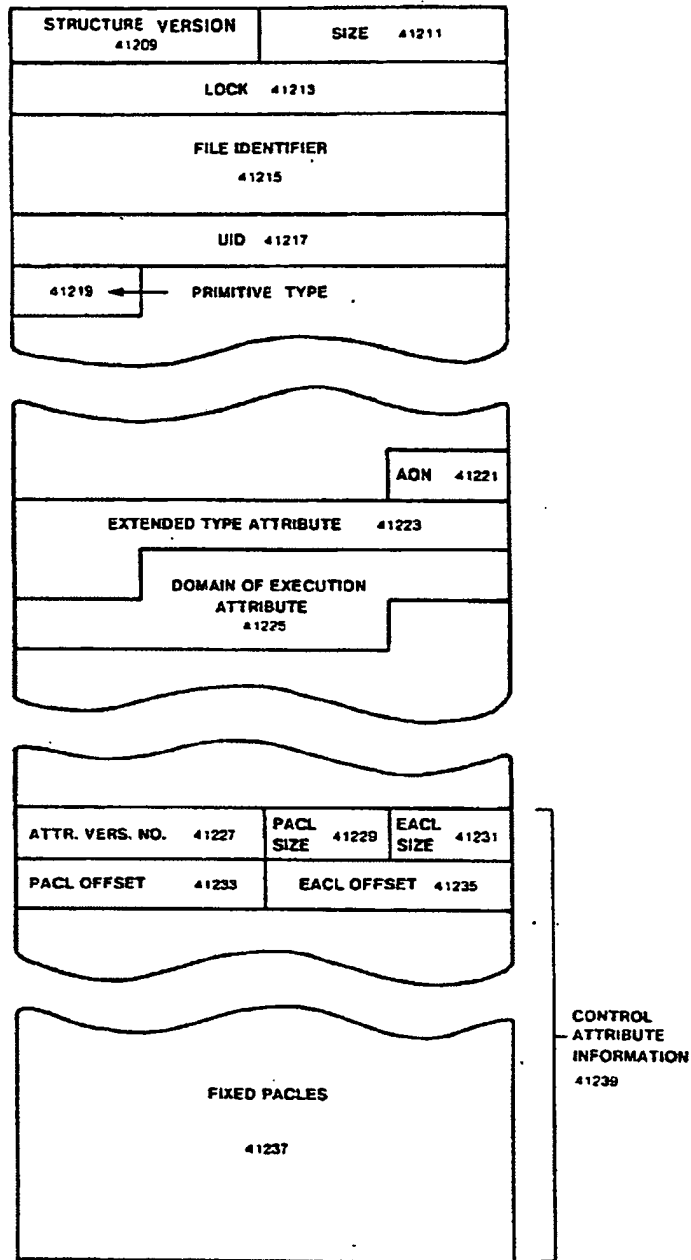 STRUCTURE VERSION
41209
SIZE 41211
LOCK 41213
FILE IDENTIFIER
41215
UID 41217
41219 PRIMITIVE TYPE
AON 41221
EXTENDED TYPE ATTRIBUTE 41223
DOMAIN OF EXECUTION
ATTRIBUTE
41225
ATTR. VERS. NO. 41227
PACL
SIZE 41229
EACL
SIZE 41231
PACL OFFSET 41233
EACL OFFSET 41235
FIXED PACLES
41237
CONTROL
ATTRIBUTE
INFORMATION
41239